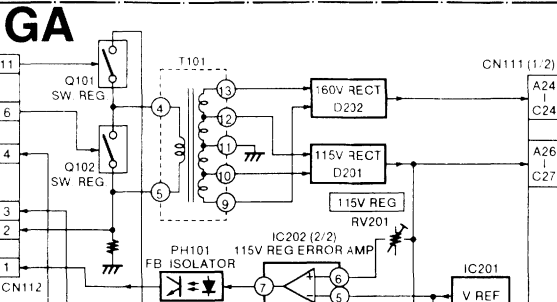 GA
T101
CN111 (1/2)
11
Q101
SW. REG
13
160V RECT
D202
A24
C24
6
4
12
11
4
Q102
SW REG
115V RECT
D201
A26
C27
10
5
9
115V REG
RV201
3
2
PH101
FB ISOLATOR
IC202 (2/2)
115V REG ERROR AMP
IC201
1
CN112
7
6
5
V REF